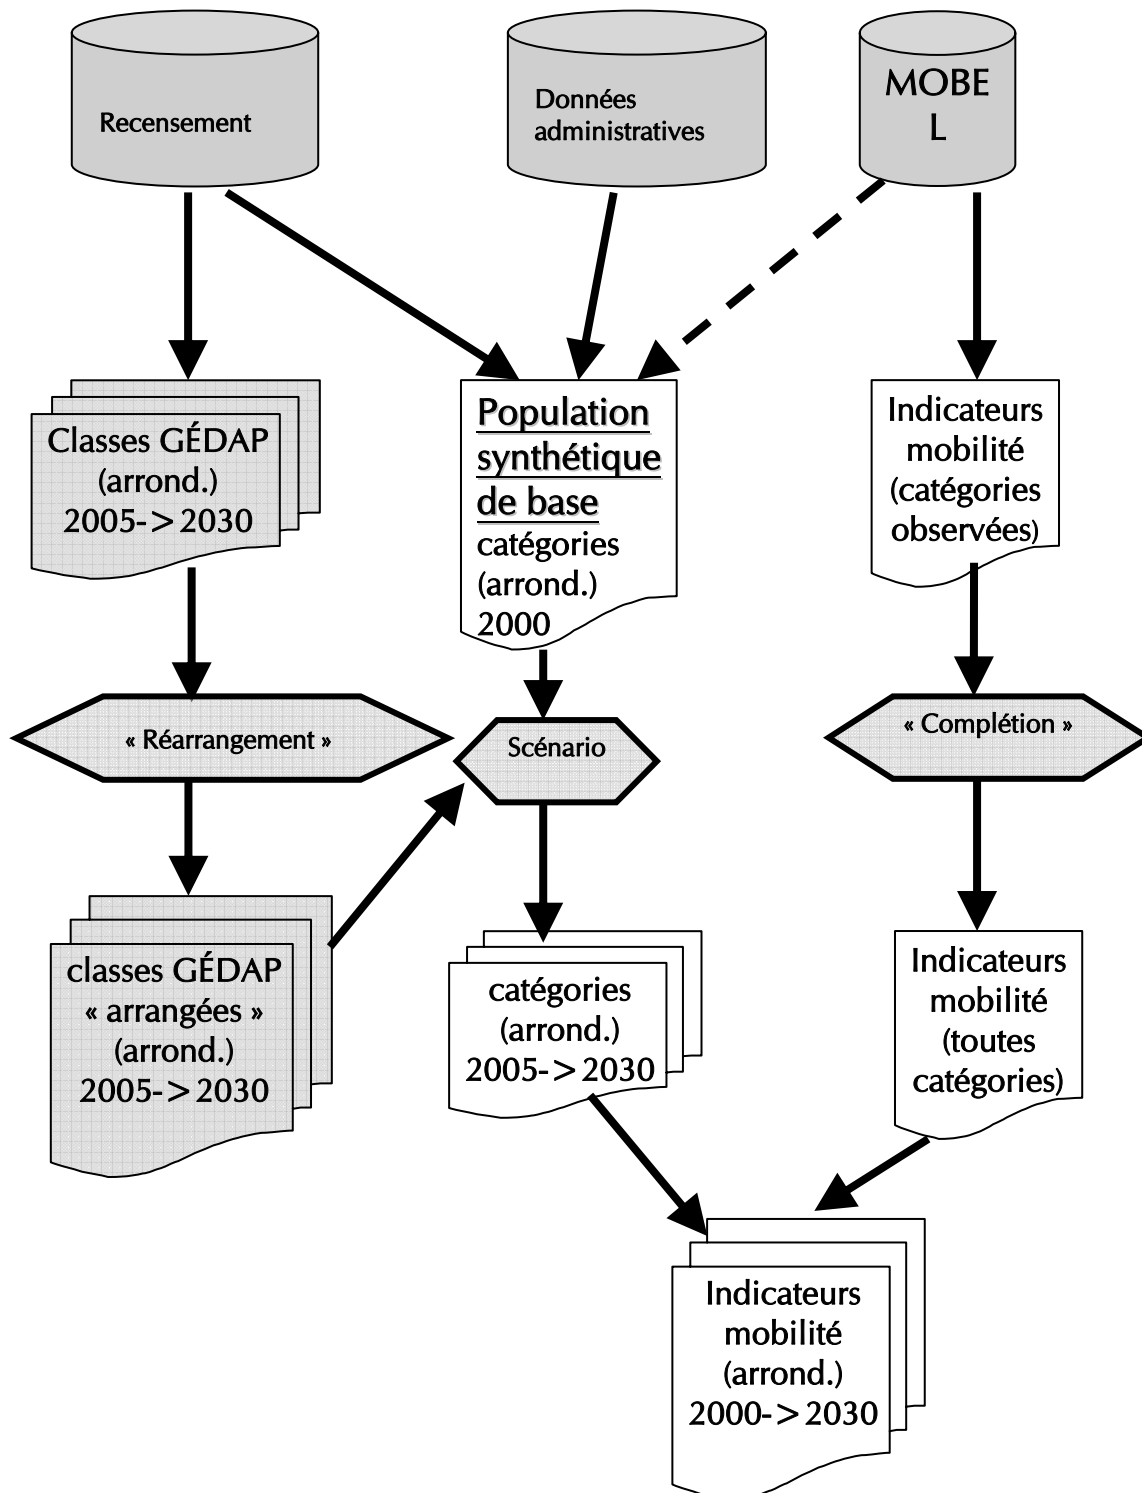 Recensement
Données
administratives
MOBE
L
Classes GÉDAP
(arrond.)
2005->2030
Population
synthétique
de base
catégories
(arrond.)
2000
Indicateurs
mobilité
(catégories
observées)
« Réarrangement »
Scénario
« Complétion »
classes GÉDAP
« arrangées »
(arrond.)
2005->2030
catégories
(arrond.)
2005->2030
Indicateurs
mobilité
(toutes
catégories)
Indicateurs
mobilité
(arrond.)
2000->2030